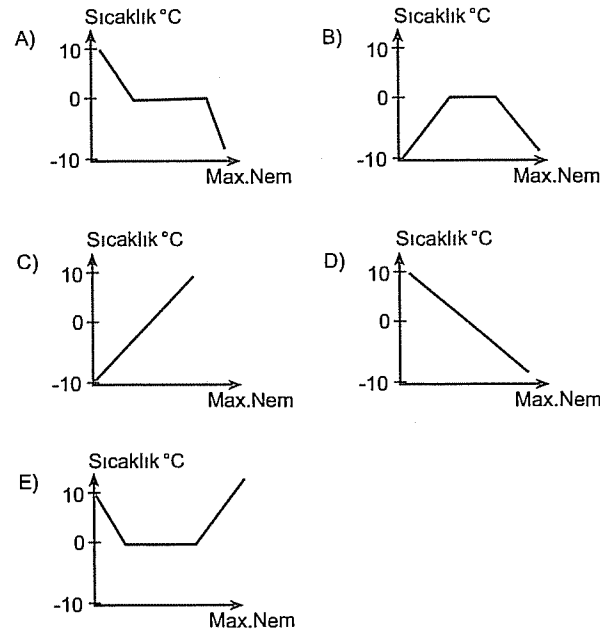 Sıcaklık °C
A)
10
0
-10
Max.Nem
Sıcaklık °C
B)
10
0
-10
Max.Nem
Sıcaklık °C
C)
10
0
-10
Max.Nem
Sıcaklık °C
D)
10
0
-10
Max.Nem
Sıcaklık °C
E)
10
0
-10
Max.Nem